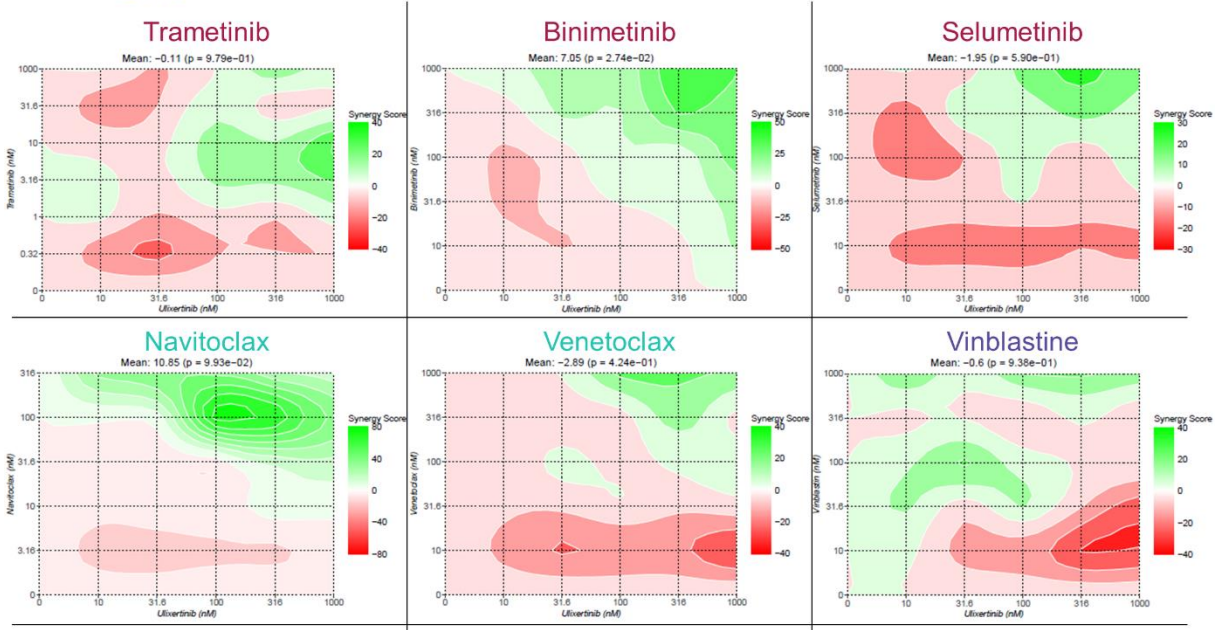 Trametinib
Mean: −0.11 (p = 9.79e−01)
1000
31.6
10
3.16
1
0.32
0
Trametinib (nM)
0 10 31.6 100 316 1000
Ulixertinib (nM)
Synergy Score
40
20
0
−20
−40
Binimetinib
Mean: 7.05 (p = 2.74e−02)
1000
316
100
31.6
10
0
Binimetinib (nM)
0 10 31.6 100 316 1000
Ulixertinib (nM)
Synergy Score
50
25
0
−25
−50
Selumetinib
Mean: −1.95 (p = 5.90e−01)
1000
316
100
31.6
10
0
Selumetinib (nM)
0 10 31.6 100 316 1000
Ulixertinib (nM)
Synergy Score
30
20
10
0
−10
−20
−30
Navitoclax
Mean: 10.85 (p = 9.93e−02)
316
100
31.6
10
3.16
0
Navitoclax (nM)
0 10 31.6 100 316 1000
Ulixertinib (nM)
Synergy Score
80
40
0
−40
−80
Venetoclax
Mean: −2.89 (p = 4.24e−01)
1000
316
100
31.6
10
0
Venetoclax (nM)
0 10 31.6 100 316 1000
Ulixertinib (nM)
Synergy Score
40
20
0
−20
−40
Vinblastine
Mean: −0.6 (p = 9.38e−01)
1000
316
100
31.6
10
0
Vinblastin (nM)
0 10 31.6 100 316 1000
Ulixertinib (nM)
Synergy Score
40
20
0
−20
−40